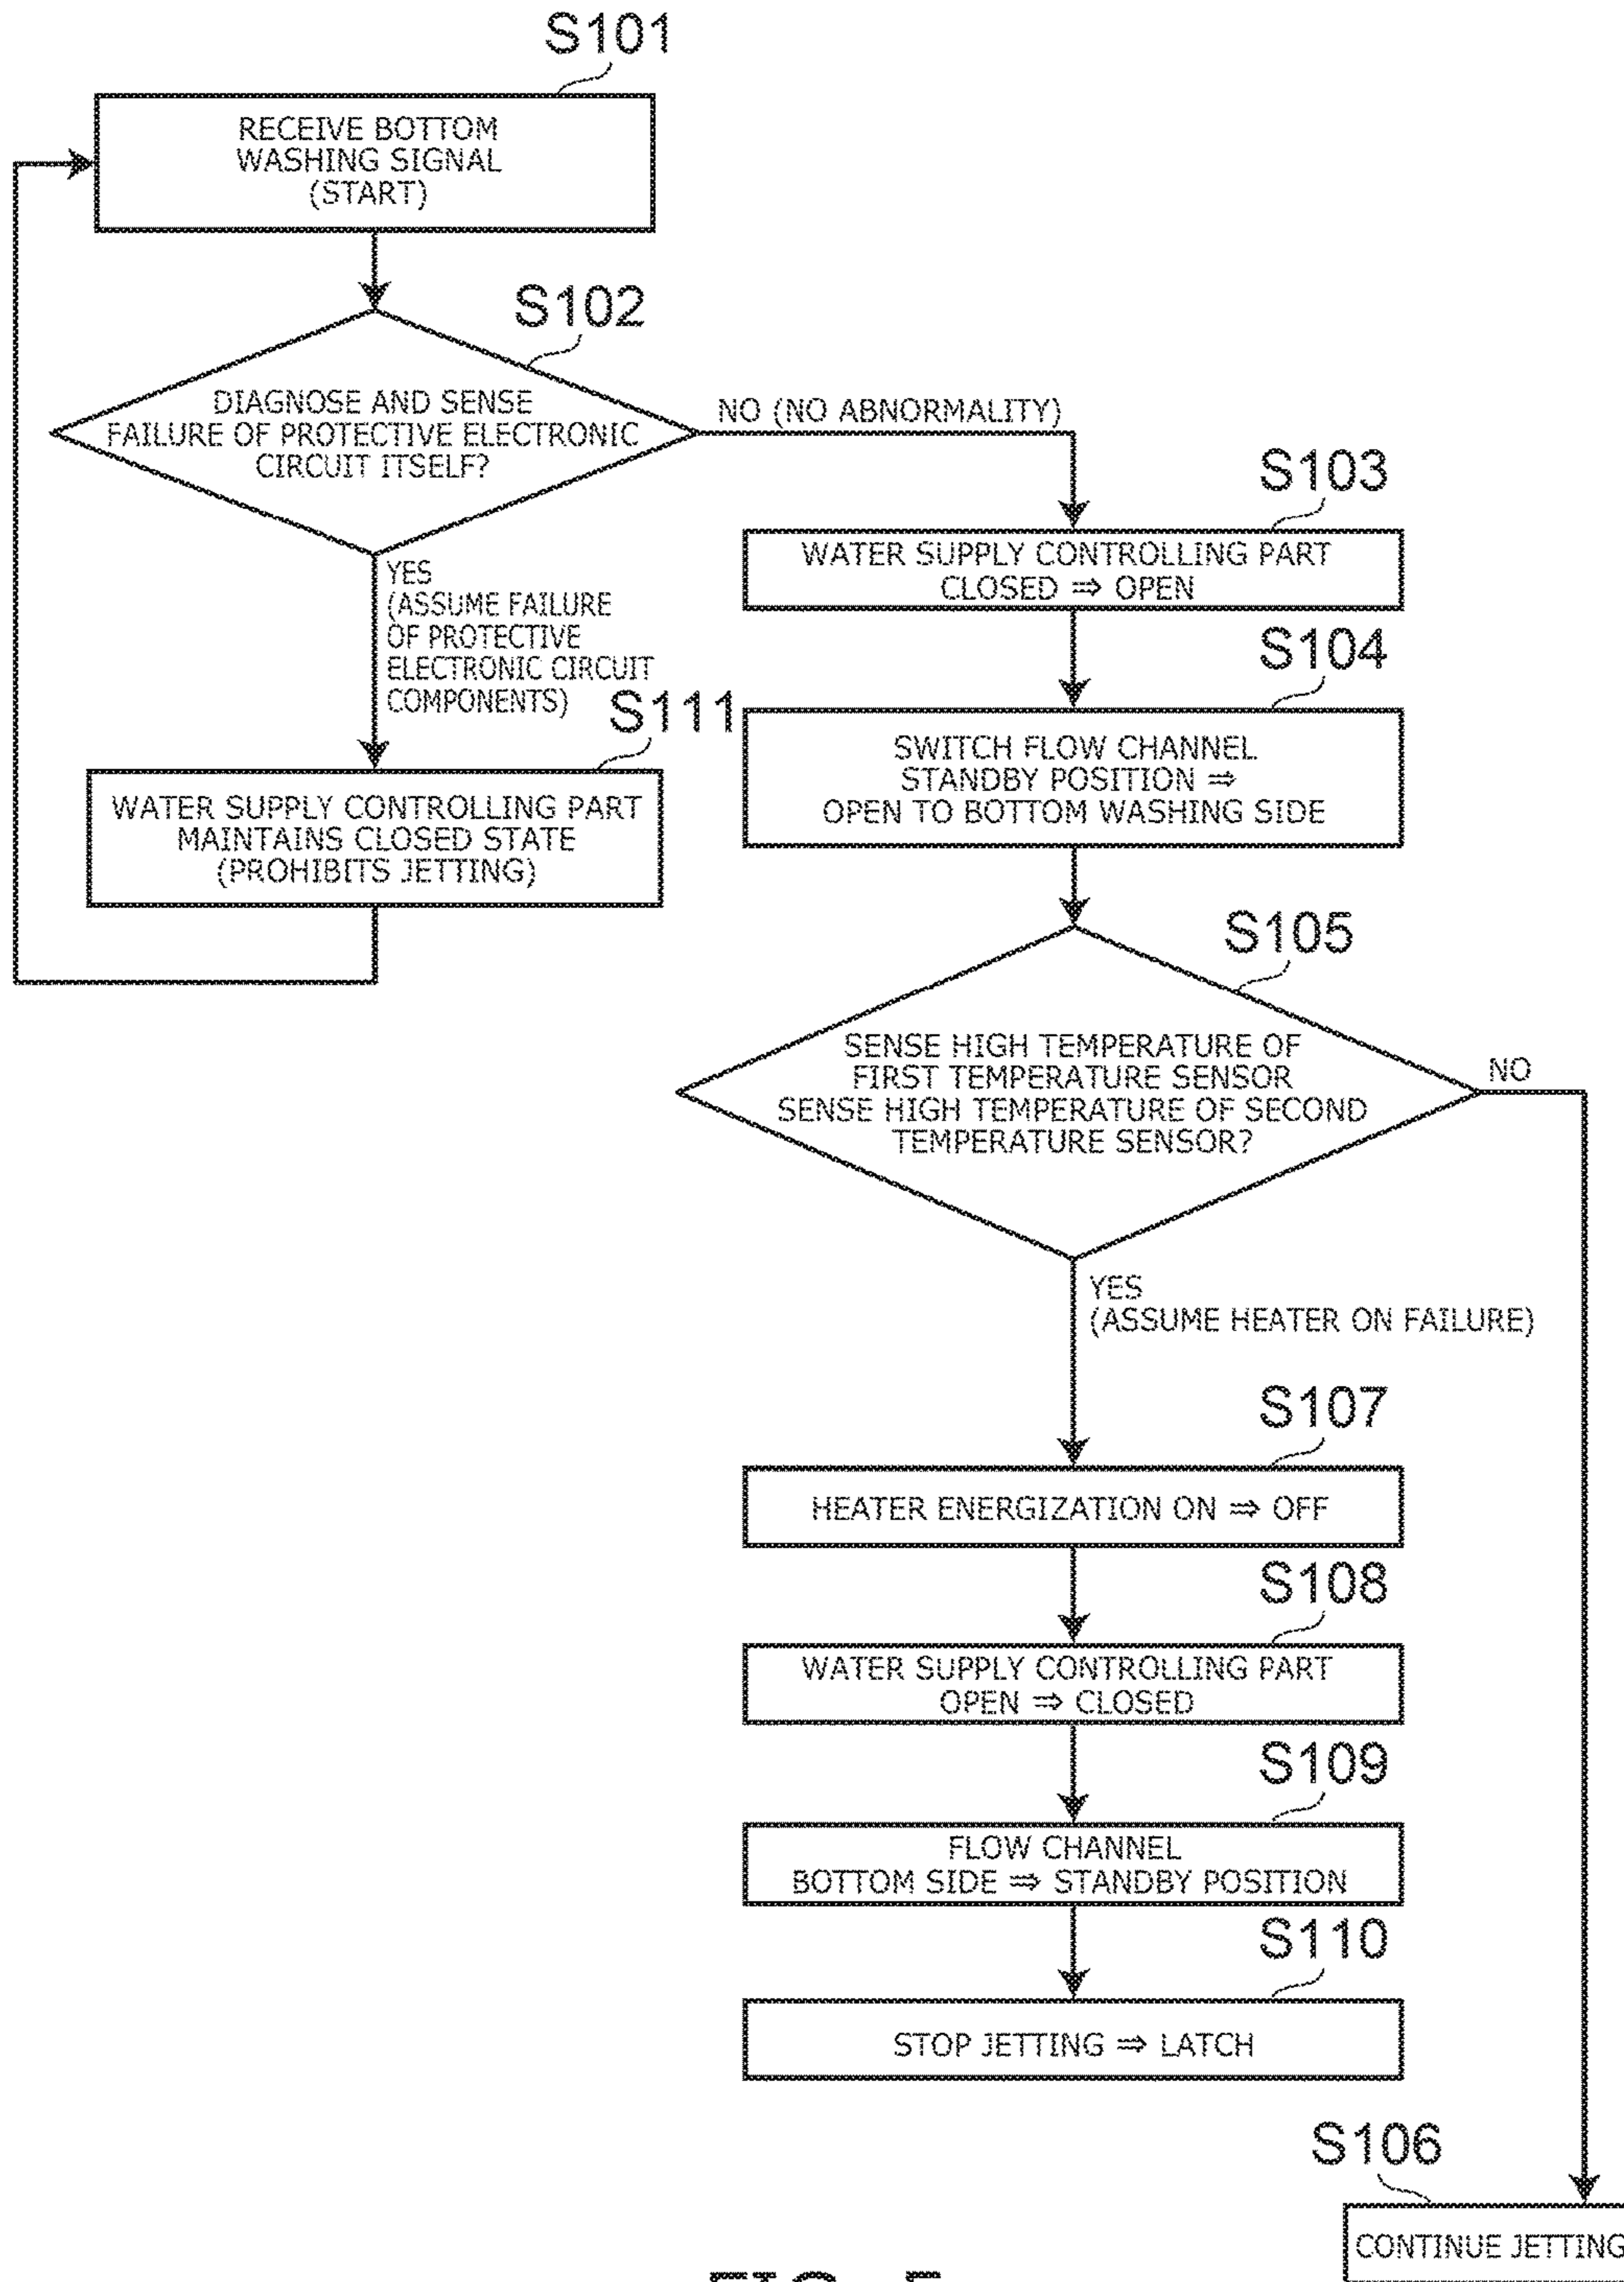 S101
RECEIVE BOTTOM
WASHING SIGNAL
(START)
S102
DIAGNOSE AND SENSE
FAILURE OF PROTECTIVE ELECTRONIC
CIRCUIT ITSELF?
NO (NO ABNORMALITY)
YES
(ASSUME FAILURE
OF PROTECTIVE
ELECTRONIC CIRCUIT
COMPONENTS)
S111
WATER SUPPLY CONTROLLING PART
MAINTAINS CLOSED STATE
(PROHIBITS JETTING)
S103
WATER SUPPLY CONTROLLING PART
CLOSED ⇒ OPEN
S104
SWITCH FLOW CHANNEL
STANDBY POSITION ⇒
OPEN TO BOTTOM WASHING SIDE
S105
SENSE HIGH TEMPERATURE OF
FIRST TEMPERATURE SENSOR
SENSE HIGH TEMPERATURE OF SECOND
TEMPERATURE SENSOR?
NO
YES
(ASSUME HEATER ON FAILURE)
S107
HEATER ENERGIZATION ON ⇒ OFF
S108
WATER SUPPLY CONTROLLING PART
OPEN ⇒ CLOSED
S109
FLOW CHANNEL
BOTTOM SIDE ⇒ STANDBY POSITION
S110
STOP JETTING ⇒ LATCH
S106
CONTINUE JETTING